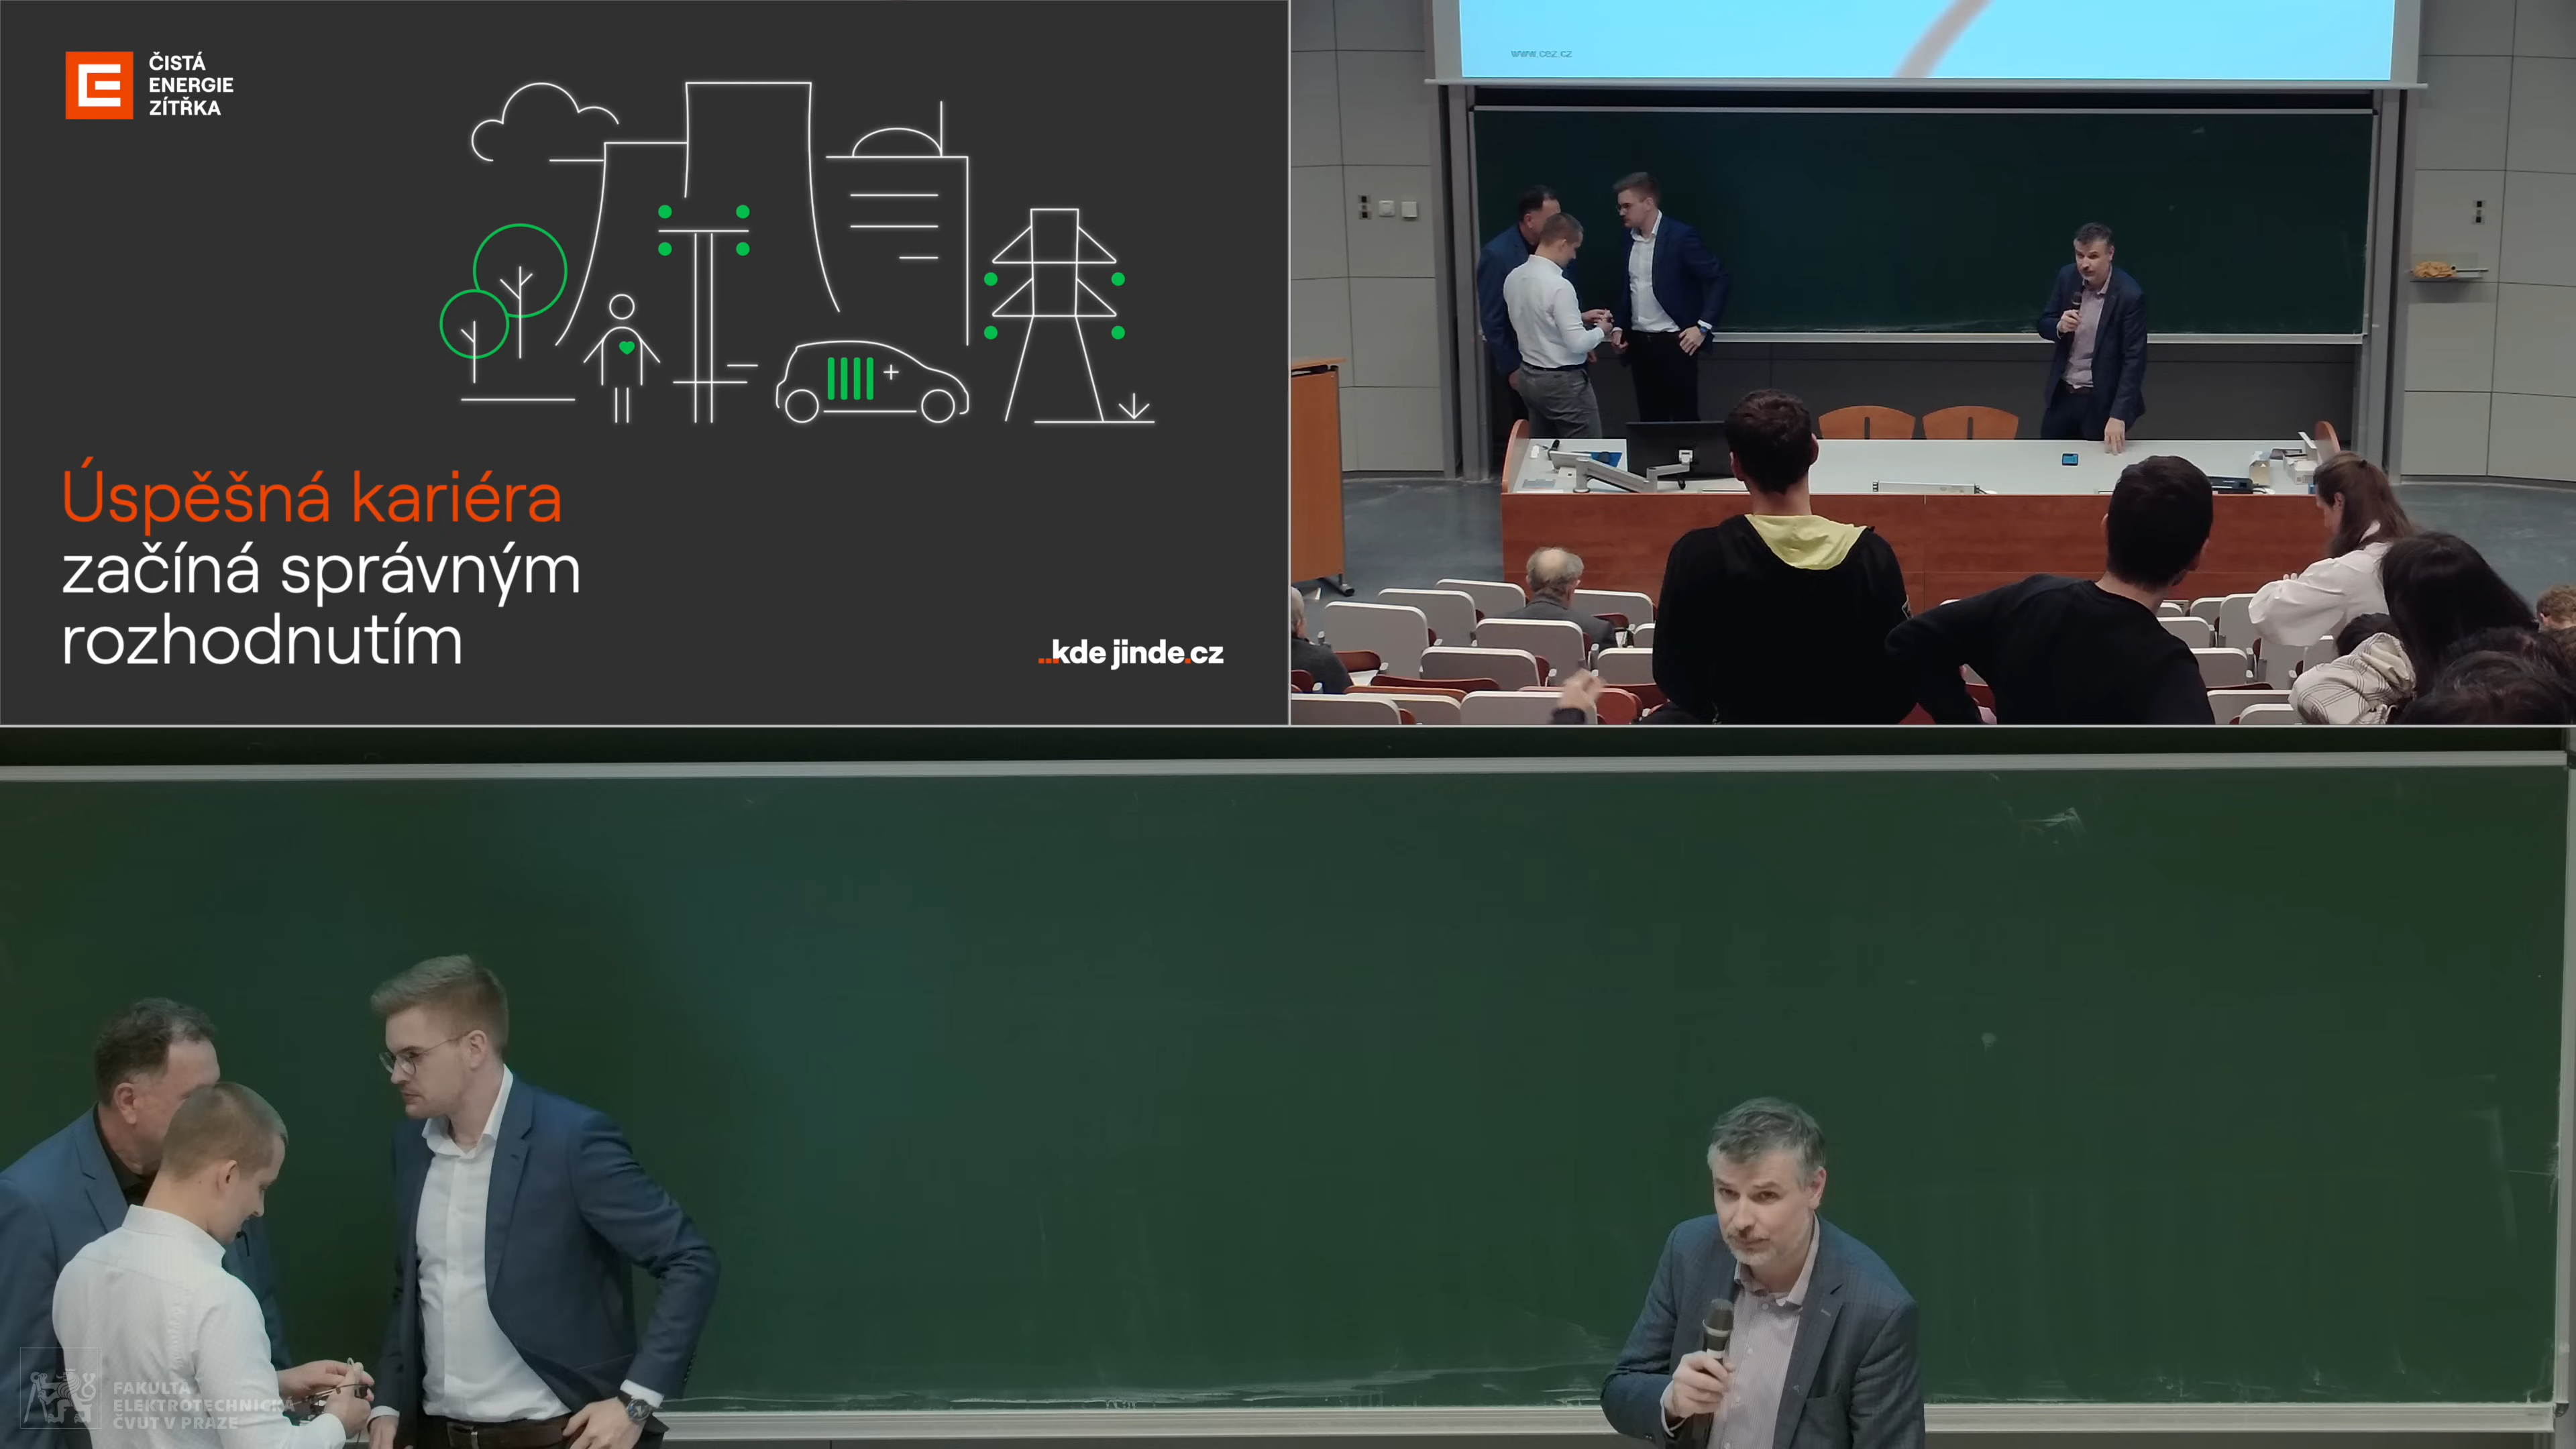 ČISTÁ
ENERGIE
ZÍTŘKA
Úspěšná kariéra
začíná správným
rozhodnutím
..kde jinde.cz
www.cez.cz
FAKULTA
ELEKTROTECHNICKÁ
ČVUT V PRAZE